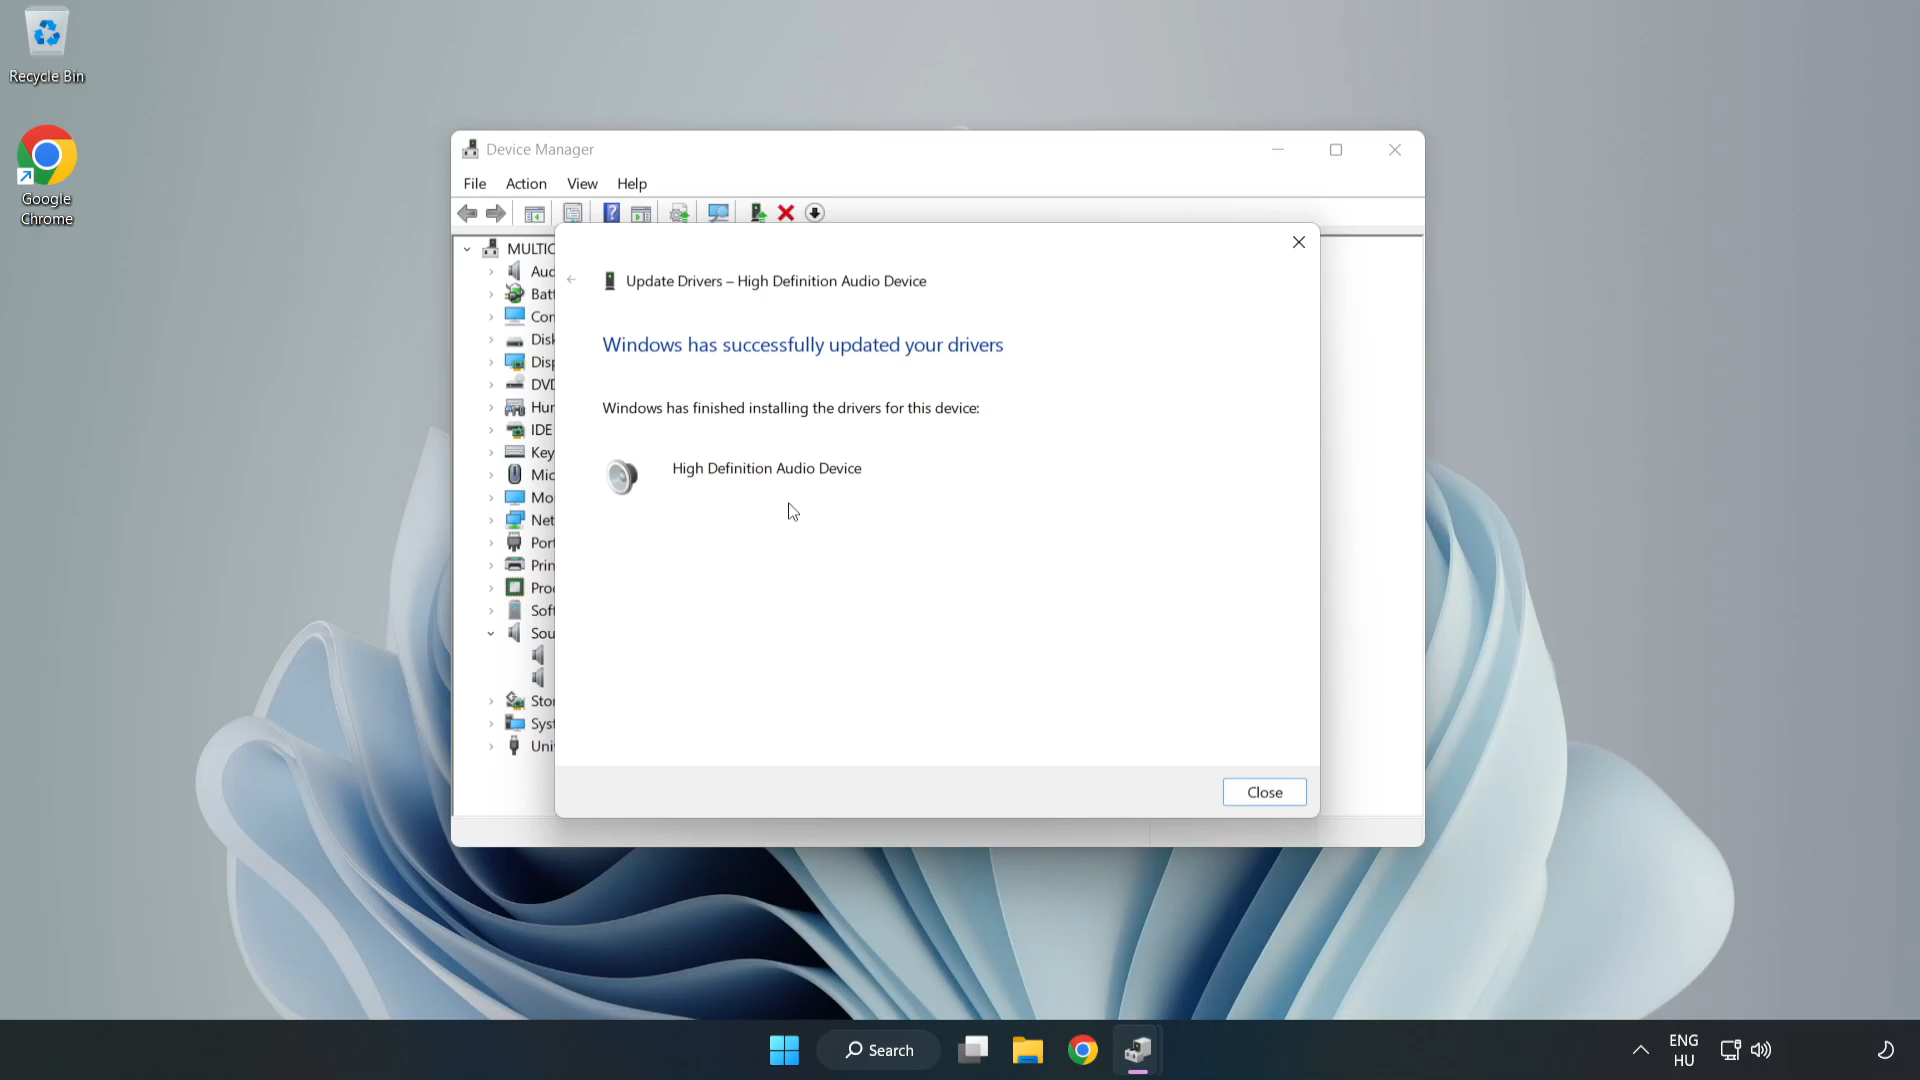 Recycle Bin
Google
Chrome
Device Manager
File Action View Help
MULTIC
Aud
Batt
Con
Disk
Disp
DVD
Hur
IDE
Key
Mic
Mor
Net
Port
Prin
Proc
Soft
Sou
Stor
Syst
Univ
Update Drivers – High Definition Audio Device
Windows has successfully updated your drivers
Windows has finished installing the drivers for this device:
High Definition Audio Device
Close
Search
ENG
HU